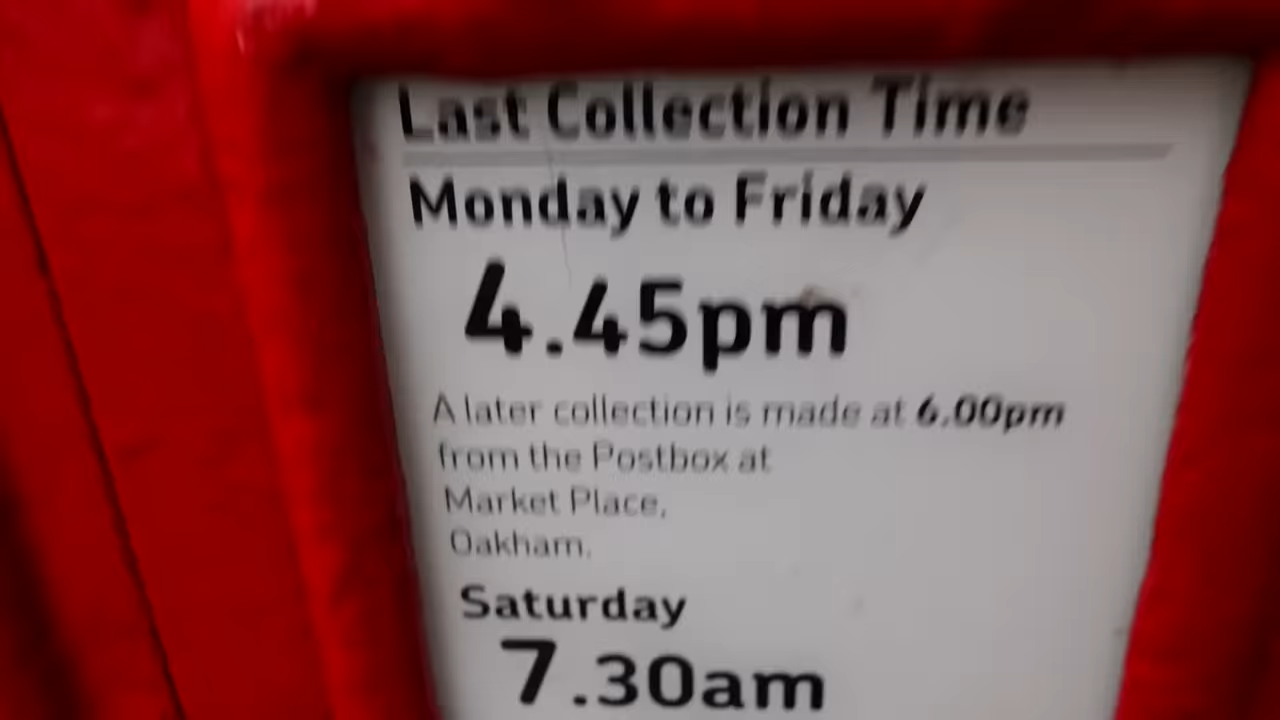 Last Collection Time
Monday to Friday
4.45pm
A later collection is made at 6.00pm
from the Postbox at
Market Place,
Oakham.
Saturday
7.30am